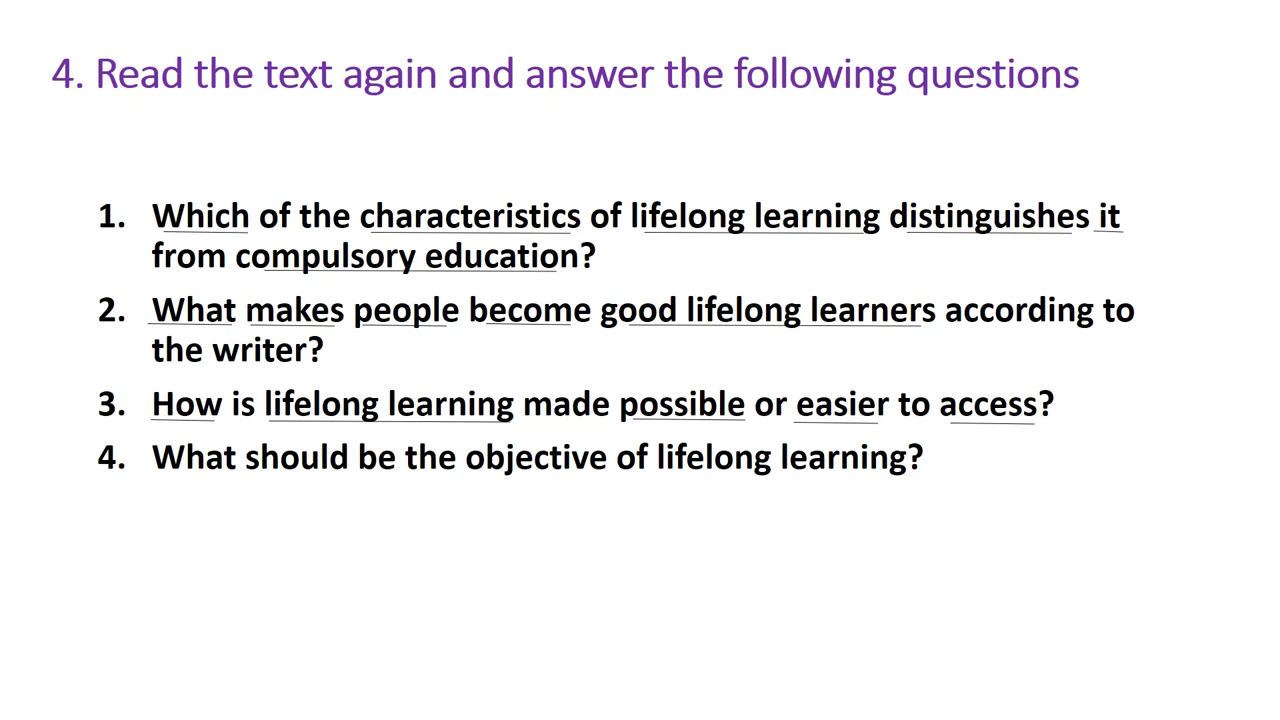 4. Read the text again and answer the following questions
1. Which of the characteristics of lifelong learning distinguishes it
from compulsory education?
2. What makes people become good lifelong learners according to
the writer?
3. How is lifelong learning made possible or easier to access?
4. What should be the objective of lifelong learning?